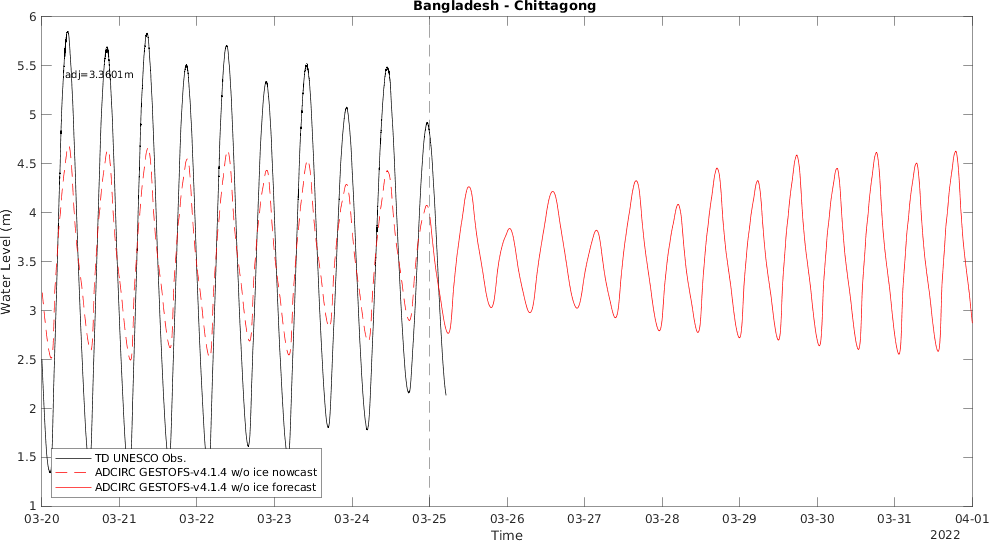 Bangladesh - Chittagong
6
5.5
5
4.5
4
3.5
3
2.5
2
1.5
1
Water Level (m)
adj=3.3601m
TD UNESCO Obs.
ADCIRC GESTOFS-v4.1.4 w/o ice nowcast
ADCIRC GESTOFS-v4.1.4 w/o ice forecast
03-20 03-21 03-22 03-23 03-24 03-25 03-26 03-27 03-28 03-29 03-30 03-31 04-01
Time
2022